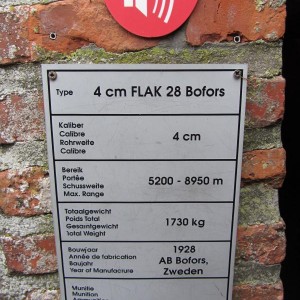 Type 4 cm FLAK 28 Bofors
Kaliber
Calibre
Rohrweite
Calibre
4 cm
Bereik
Portée
Schussweite
Max. Range
5200 - 8950 m
Totaalgewicht
Poids Total
Gesamtgewicht
Total Weight
1730 kg
Bouwjaar
Année de fabrication
Baujahr
Year of Manufacture
1928
AB Bofors,
Zweden
Munitie
Munition